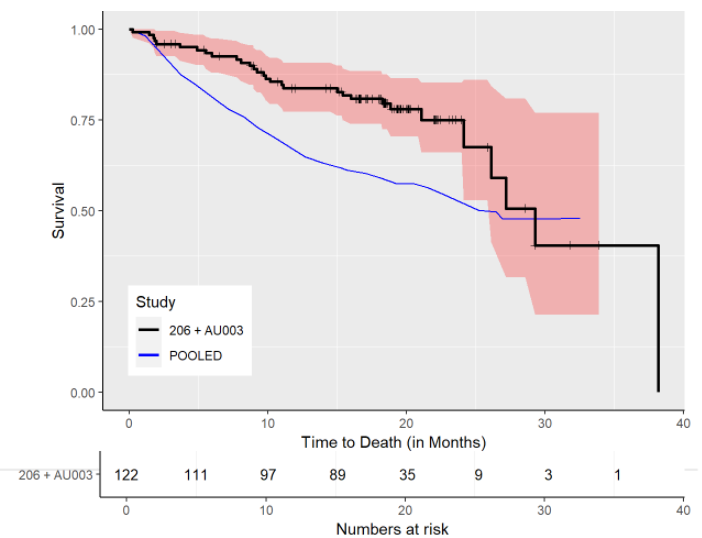 1.00
0.75
0.50
0.25
0.00
Survival
Study
206 + AU003
POOLED
0 10 20 30 40
Time to Death (in Months)
206 + AU003 122 111 97 89 35 9 3 1
0 10 20 30 40
Numbers at risk